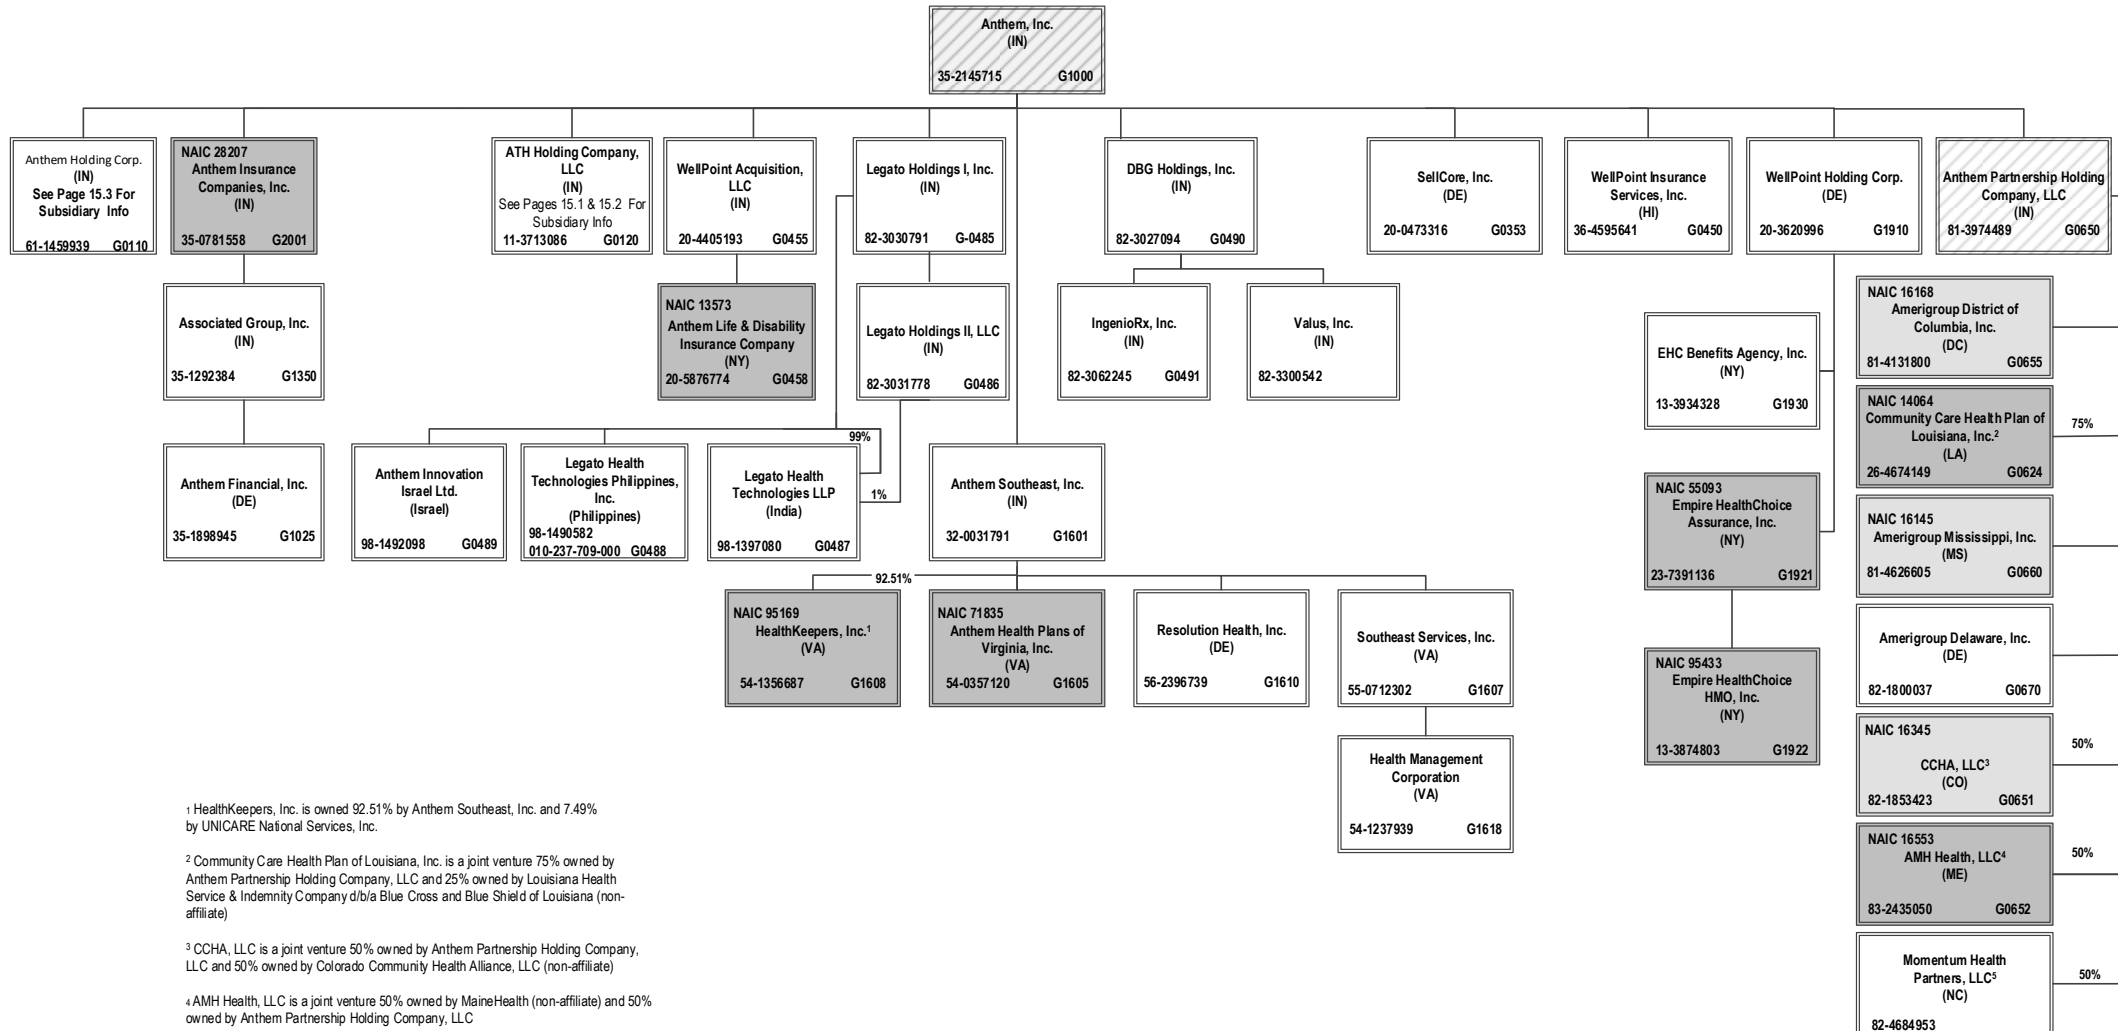 Anthem, Inc.
(IN)
35-2145715 G1000
Anthem Holding Corp.
(IN)
See Page 15.3 For
Subsidiary Info
61-1459939 G0110
NAIC 28207
Anthem Insurance
Companies, Inc.
(IN)
35-0781558 G2001
ATH Holding Company,
LLC
(IN)
See Pages 15.1 & 15.2 For
Subsidiary Info
11-3713086 G0120
WellPoint Acquisition,
LLC
(IN)
20-4405193 G0455
Legato Holdings I, Inc.
(IN)
82-3030791 G-0485
DBG Holdings, Inc.
(IN)
82-3027094 G0490
SellCore, Inc.
(DE)
20-0473316 G0353
WellPoint Insurance
Services, Inc.
(HI)
36-4595641 G0450
WellPoint Holding Corp.
(DE)
20-3620996 G1910
Anthem Partnership Holding
Company, LLC
(IN)
81-3974489 G0650
Associated Group, Inc.
(IN)
35-1292384 G1350
NAIC 13573
Anthem Life & Disability
Insurance Company
(NY)
20-5876774 G0458
Legato Holdings II, LLC
(IN)
82-3031778 G0486
IngenioRx, Inc.
(IN)
82-3062245 G0491
Valus, Inc.
(IN)
82-3300542
EHC Benefits Agency, Inc.
(NY)
13-3934328 G1930
NAIC 16168
Amerigroup District of
Columbia, Inc.
(DC)
81-4131800 G0655
NAIC 14064
Community Care Health Plan of
Louisiana, Inc.²
(LA)
26-4674149 G0624
75%
Anthem Financial, Inc.
(DE)
35-1898945 G1025
Anthem Innovation
Israel Ltd.
(Israel)
98-1492098 G0489
Legato Health
Technologies Philippines,
Inc.
(Philippines)
98-1490582
010-237-709-000 G0488
Legato Health
Technologies LLP
(India)
98-1397080 G0487
99%
1%
Anthem Southeast, Inc.
(IN)
32-0031791 G1601
NAIC 55093
Empire HealthChoice
Assurance, Inc.
(NY)
23-7391136 G1921
NAIC 16145
Amerigroup Mississippi, Inc.
(MS)
81-4626605 G0660
92.51%
NAIC 95169
HealthKeepers, Inc.¹
(VA)
54-1356687 G1608
NAIC 71835
Anthem Health Plans of
Virginia, Inc.
(VA)
54-0357120 G1605
Resolution Health, Inc.
(DE)
56-2396739 G1610
Southeast Services, Inc.
(VA)
55-0712302 G1607
NAIC 95433
Empire HealthChoice
HMO, Inc.
(NY)
13-3874803 G1922
Amerigroup Delaware, Inc.
(DE)
82-1800037 G0670
Health Management
Corporation
(VA)
54-1237939 G1618
NAIC 16345
CCHA, LLC³
(CO)
82-1853423 G0651
50%
NAIC 16553
AMH Health, LLC⁴
(ME)
83-2435050 G0652
50%
Momentum Health
Partners, LLC⁵
(NC)
82-4684953
50%
¹ HealthKeepers, Inc. is owned 92.51% by Anthem Southeast, Inc. and 7.49%
by UNICARE National Services, Inc.
² Community Care Health Plan of Louisiana, Inc. is a joint venture 75% owned by
Anthem Partnership Holding Company, LLC and 25% owned by Louisiana Health
Service & Indemnity Company d/b/a Blue Cross and Blue Shield of Louisiana (non-
affiliate)
³ CCHA, LLC is a joint venture 50% owned by Anthem Partnership Holding Company,
LLC and 50% owned by Colorado Community Health Alliance, LLC (non-affiliate)
⁴ AMH Health, LLC is a joint venture 50% owned by MaineHealth (non-affiliate) and 50%
owned by Anthem Partnership Holding Company, LLC